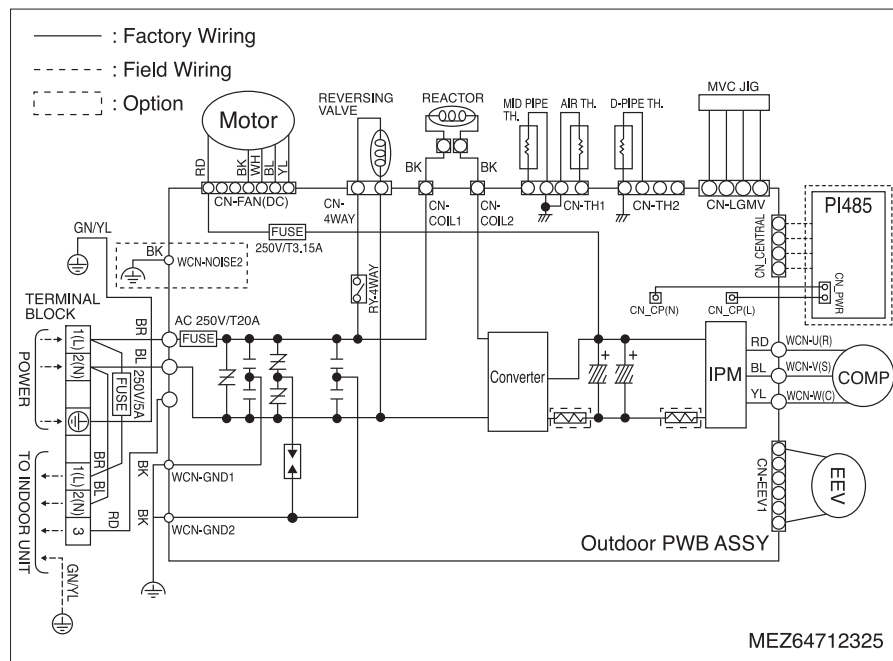 : Factory Wiring
: Field Wiring
: Option
Motor
REVERSING
VALVE
REACTOR
MID PIPE
TH.
AIR TH.
D-PIPE TH.
MVC JIG
RD
BK
WH
BL
YL
BK
BK
CN-FAN(DC)
CN-
4WAY
CN-
COIL1
CN-
COIL2
CN-TH1
CN-TH2
CN-LGMV
PI485
CN_CENTRAL
CN_PWR
GN/YL
FUSE
250V/T3.15A
BK
WCN-NOISE2
RY-4WAY
CN_CP(N)
CN_CP(L)
TERMINAL
BLOCK
BR
AC 250V/T20A
FUSE
POWER
1(L)
2(N)
BL
FUSE
250V/5A
Converter
+
+
IPM
RD
WCN-U(R)
BL
WCN-V(S)
YL
WCN-W(C)
COMP
TO INDOOR UNIT
1(L)
2(N)
3
BR
BL
RD
BK
WCN-GND1
BK
WCN-GND2
GN/YL
CN-EEV1
EEV
Outdoor PWB ASSY
MEZ64712325